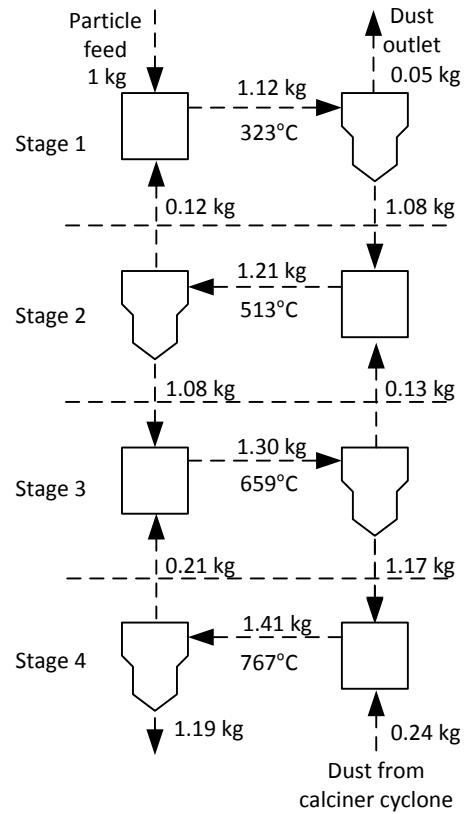 Particle
feed
1 kg
Dust
outlet
0.05 kg
1.12 kg
323°C
Stage 1
0.12 kg
1.08 kg
1.21 kg
513°C
Stage 2
1.08 kg
0.13 kg
1.30 kg
659°C
Stage 3
0.21 kg
1.17 kg
1.41 kg
767°C
Stage 4
1.19 kg
0.24 kg
Dust from
calciner cyclone